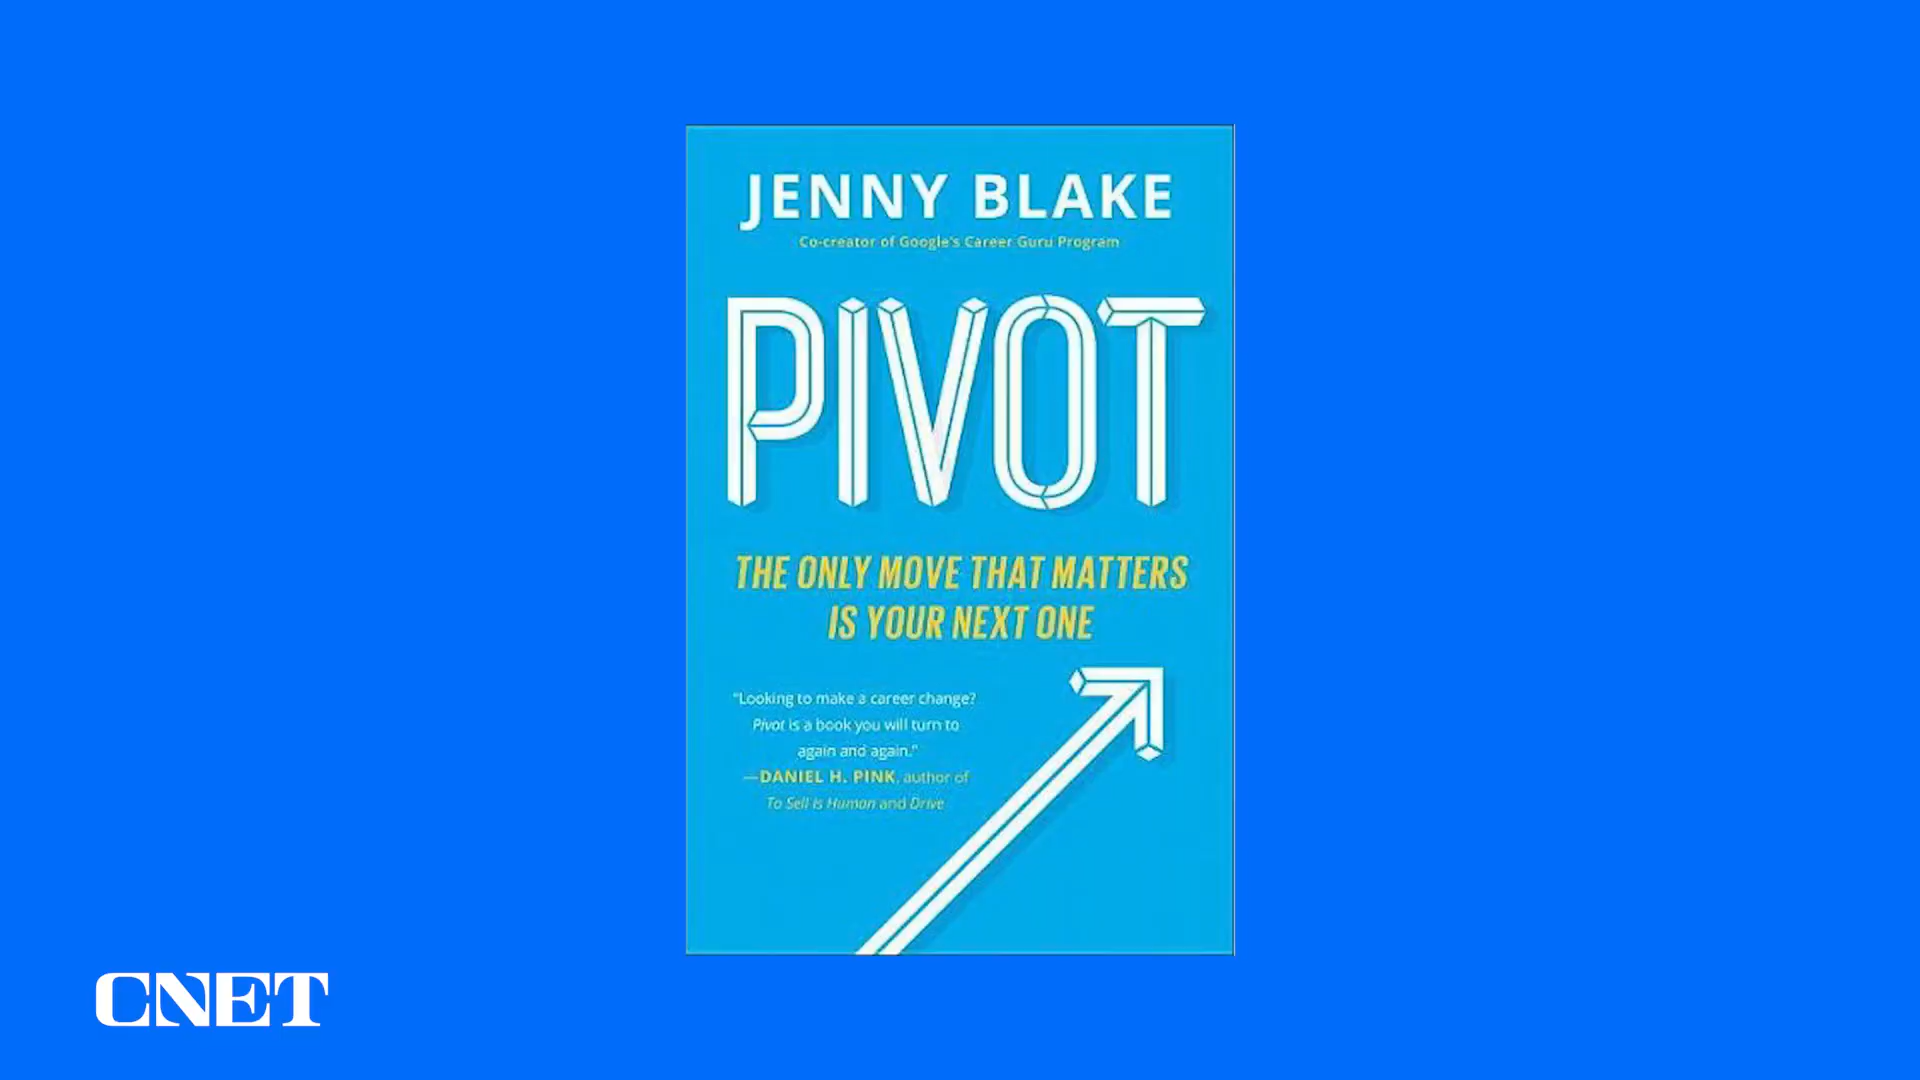 JENNY BLAKE
Co-creator of Google's Career Guru Program
PIVOT
THE ONLY MOVE THAT MATTERS
IS YOUR NEXT ONE
"Looking to make a career change?
Pivot is a book you will turn to
again and again."
—DANIEL H. PINK, author of
To Sell Is Human and Drive
CNET